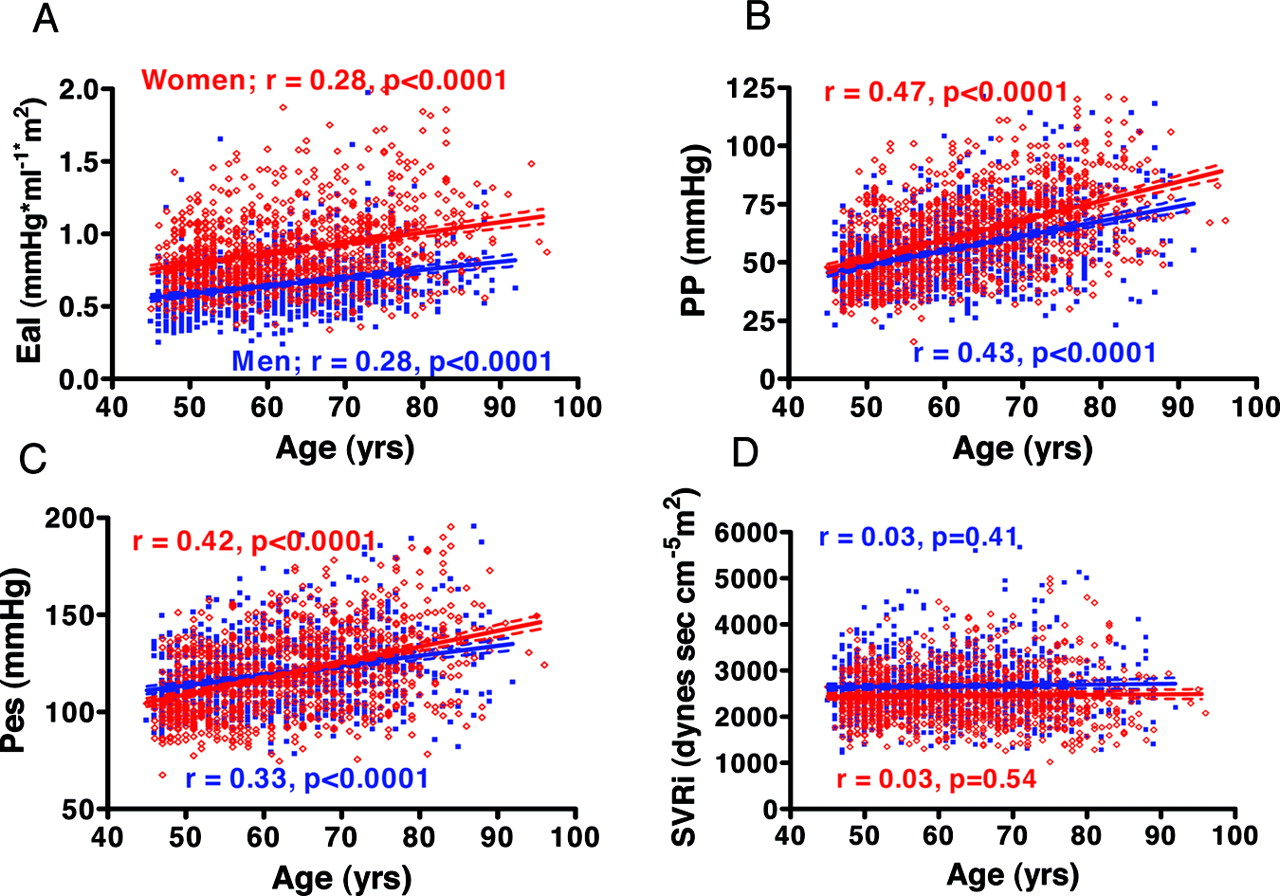 A
Women; r = 0.28, p<0.0001
Eal (mmHg*ml-1*m2)
2.0
1.5
1.0
0.5
0.0
Men; r = 0.28, p<0.0001
40 50 60 70 80 90 100
Age (yrs)
B
r = 0.47, p<0.0001
PP (mmHg)
125
100
75
50
25
0
r = 0.43, p<0.0001
40 50 60 70 80 90 100
Age (yrs)
C
r = 0.42, p<0.0001
Pes (mmHg)
200
150
100
50
r = 0.33, p<0.0001
40 50 60 70 80 90 100
Age (yrs)
D
r = 0.03, p=0.41
SVRi (dynes sec cm-5m2)
6000
5000
4000
3000
2000
1000
0
r = 0.03, p=0.54
40 50 60 70 80 90 100
Age (yrs)